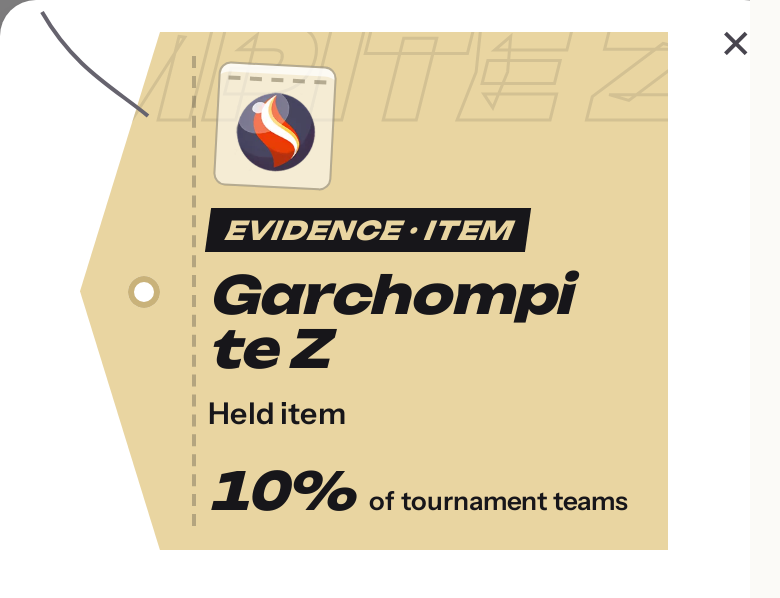 EVIDENCE · ITEM
Garchompi
te Z
Held item
10% of tournament teams